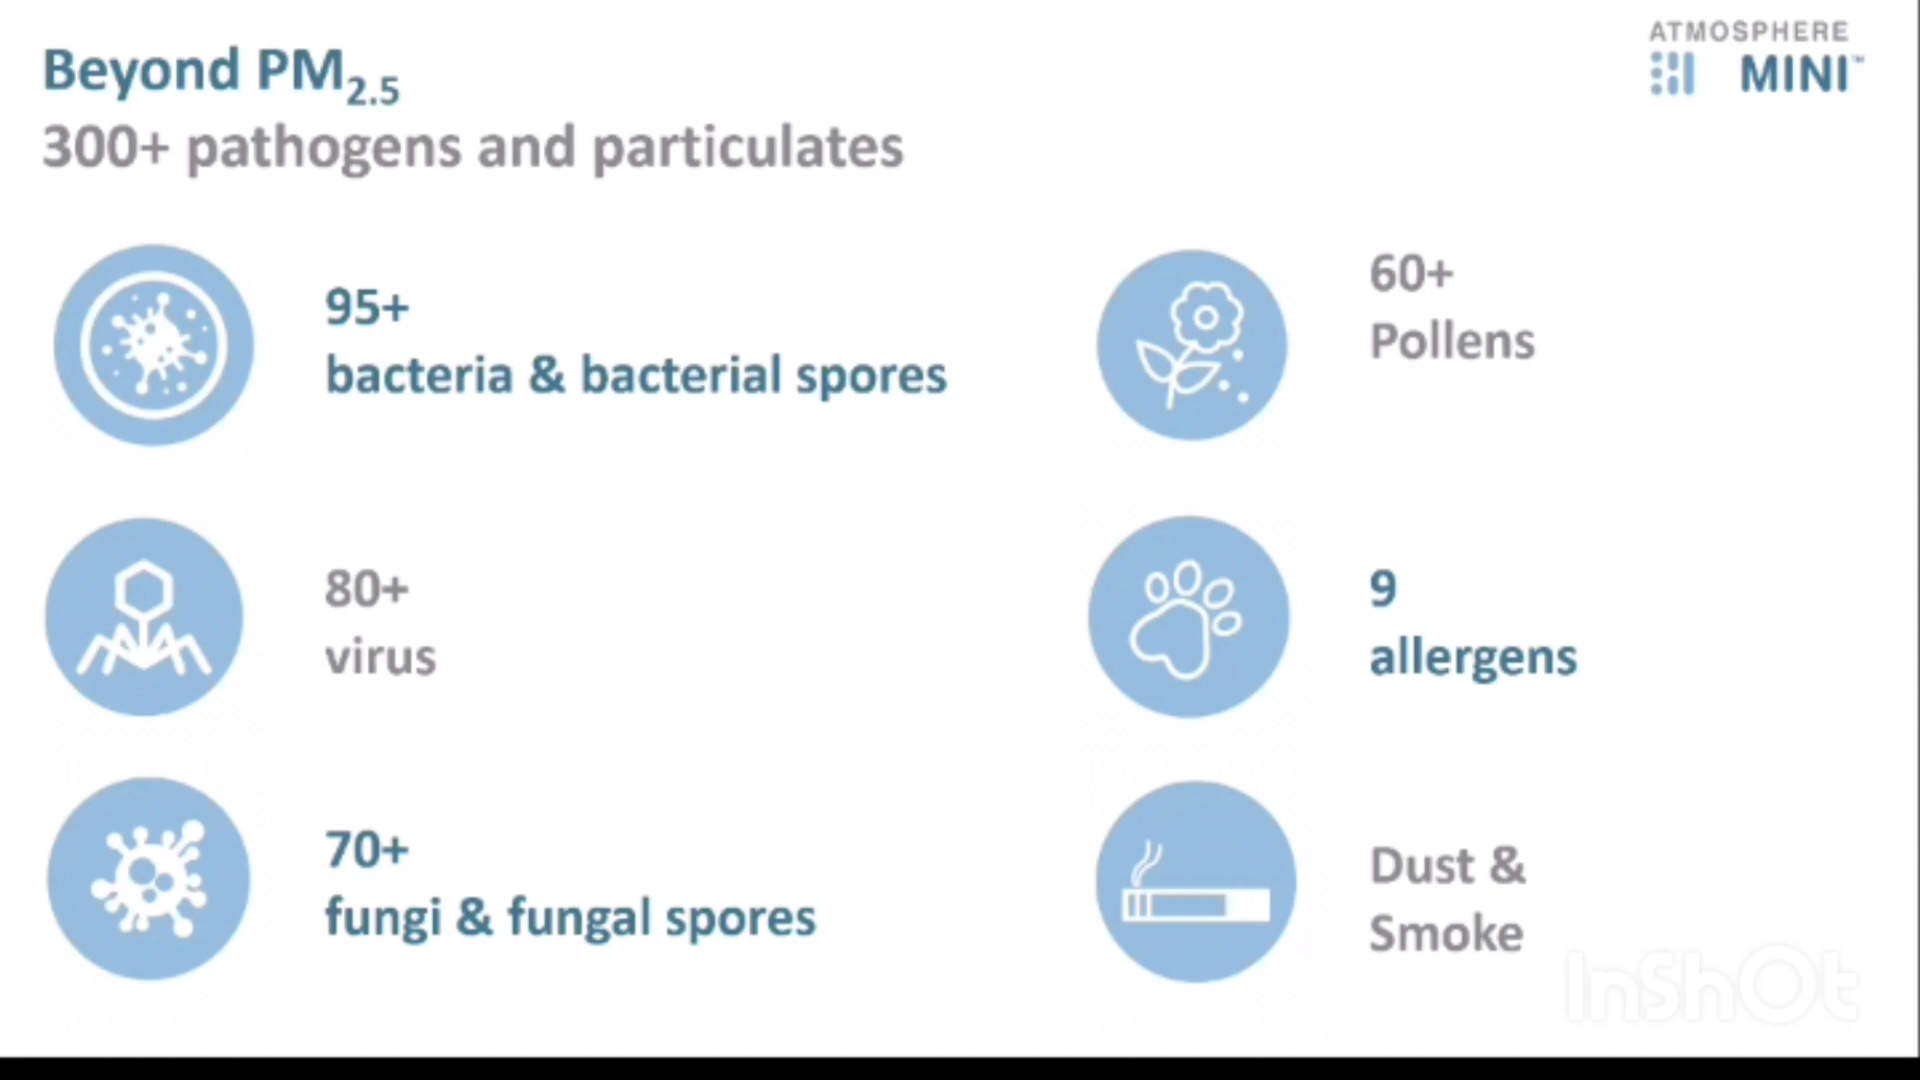 Beyond PM2.5
300+ pathogens and particulates
ATMOSPHERE
MINI™
95+
bacteria & bacterial spores
80+
virus
70+
fungi & fungal spores
60+
Pollens
9
allergens
Dust &
Smoke
InShOt